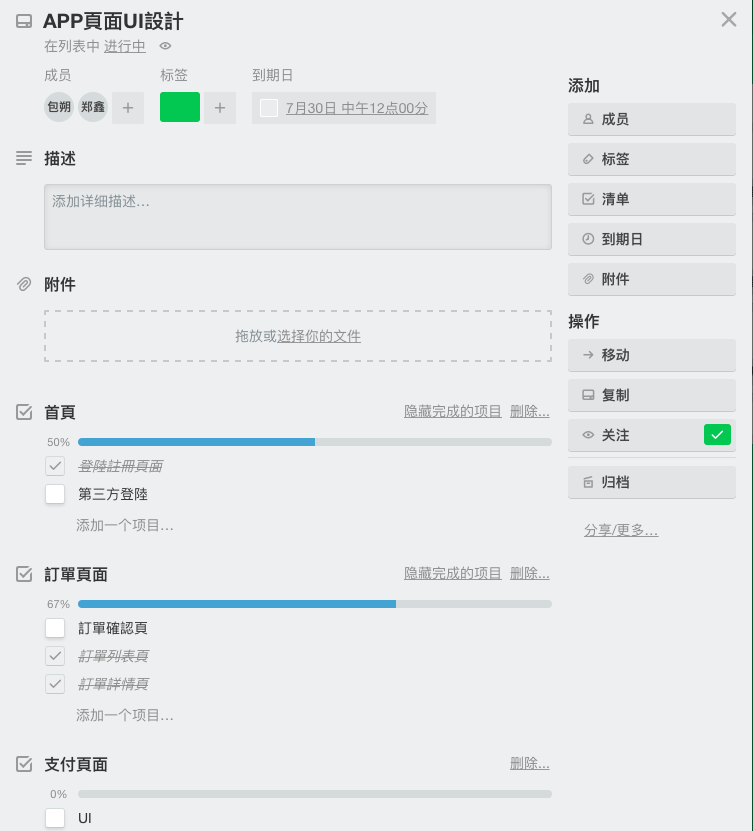 APP頁面UI設計
在列表中 进行中
成员 标签 到期日
包朔 郑鑫 + + 7月30日 中午12点00分
描述
添加详细描述…
附件
拖放或选择你的文件
首頁 隐藏完成的项目 删除...
50%
登陸註冊頁面
第三方登陸
添加一个项目…
訂單頁面 隐藏完成的项目 删除...
67%
訂單確認頁
訂單列表頁
訂單詳情頁
添加一个项目…
支付頁面 删除...
0%
UI
添加
成员
标签
清单
到期日
附件
操作
移动
复制
关注
归档
分享/更多…